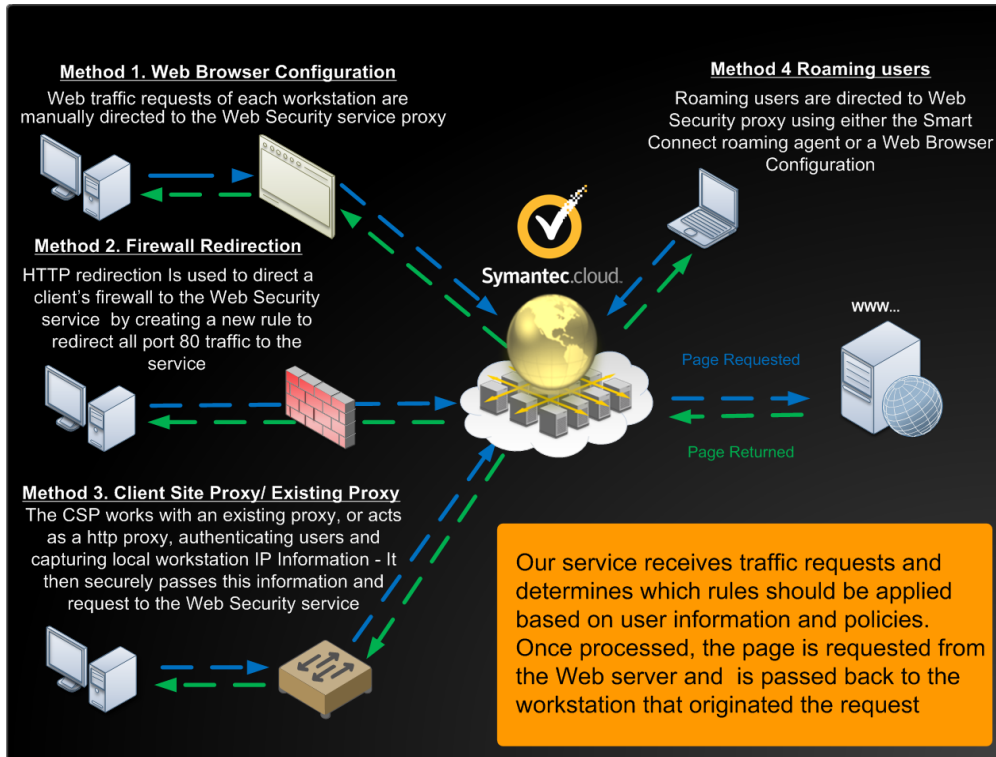 Method 1. Web Browser Configuration
Web traffic requests of each workstation are
manually directed to the Web Security service proxy
Method 2. Firewall Redirection
HTTP redirection Is used to direct a
client's firewall to the Web Security
service by creating a new rule to
redirect all port 80 traffic to the
service
Method 3. Client Site Proxy/ Existing Proxy
The CSP works with an existing proxy, or acts
as a http proxy, authenticating users and
capturing local workstation IP Information - It
then securely passes this information and
request to the Web Security service
Symantec.cloud™
Method 4 Roaming users
Roaming users are directed to Web
Security proxy using either the Smart
Connect roaming agent or a Web Browser
Configuration
www...
Page Requested
Page Returned
Our service receives traffic requests and
determines which rules should be applied
based on user information and policies.
Once processed, the page is requested from
the Web server and is passed back to the
workstation that originated the request